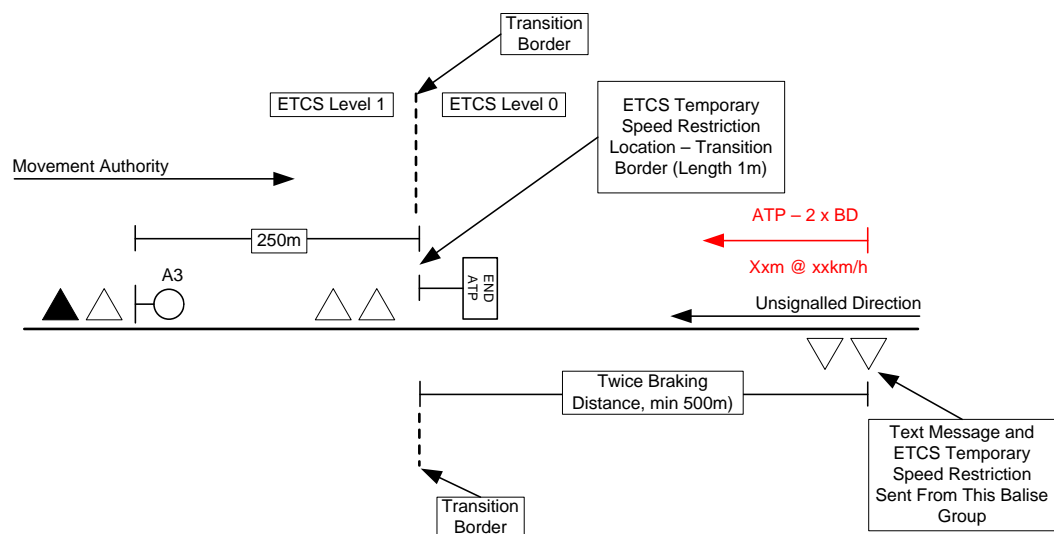 Transition
Border
ETCS Level 1
ETCS Level 0
ETCS Temporary
Speed Restriction
Location – Transition
Border (Length 1m)
Movement Authority
ATP – 2 x BD
250m
Xxm @ xxkm/h
A3
END
ATP
Unsignalled Direction
Twice Braking
Distance, min 500m)
Text Message and
ETCS Temporary
Speed Restriction
Sent From This Balise
Group
Transition
Border